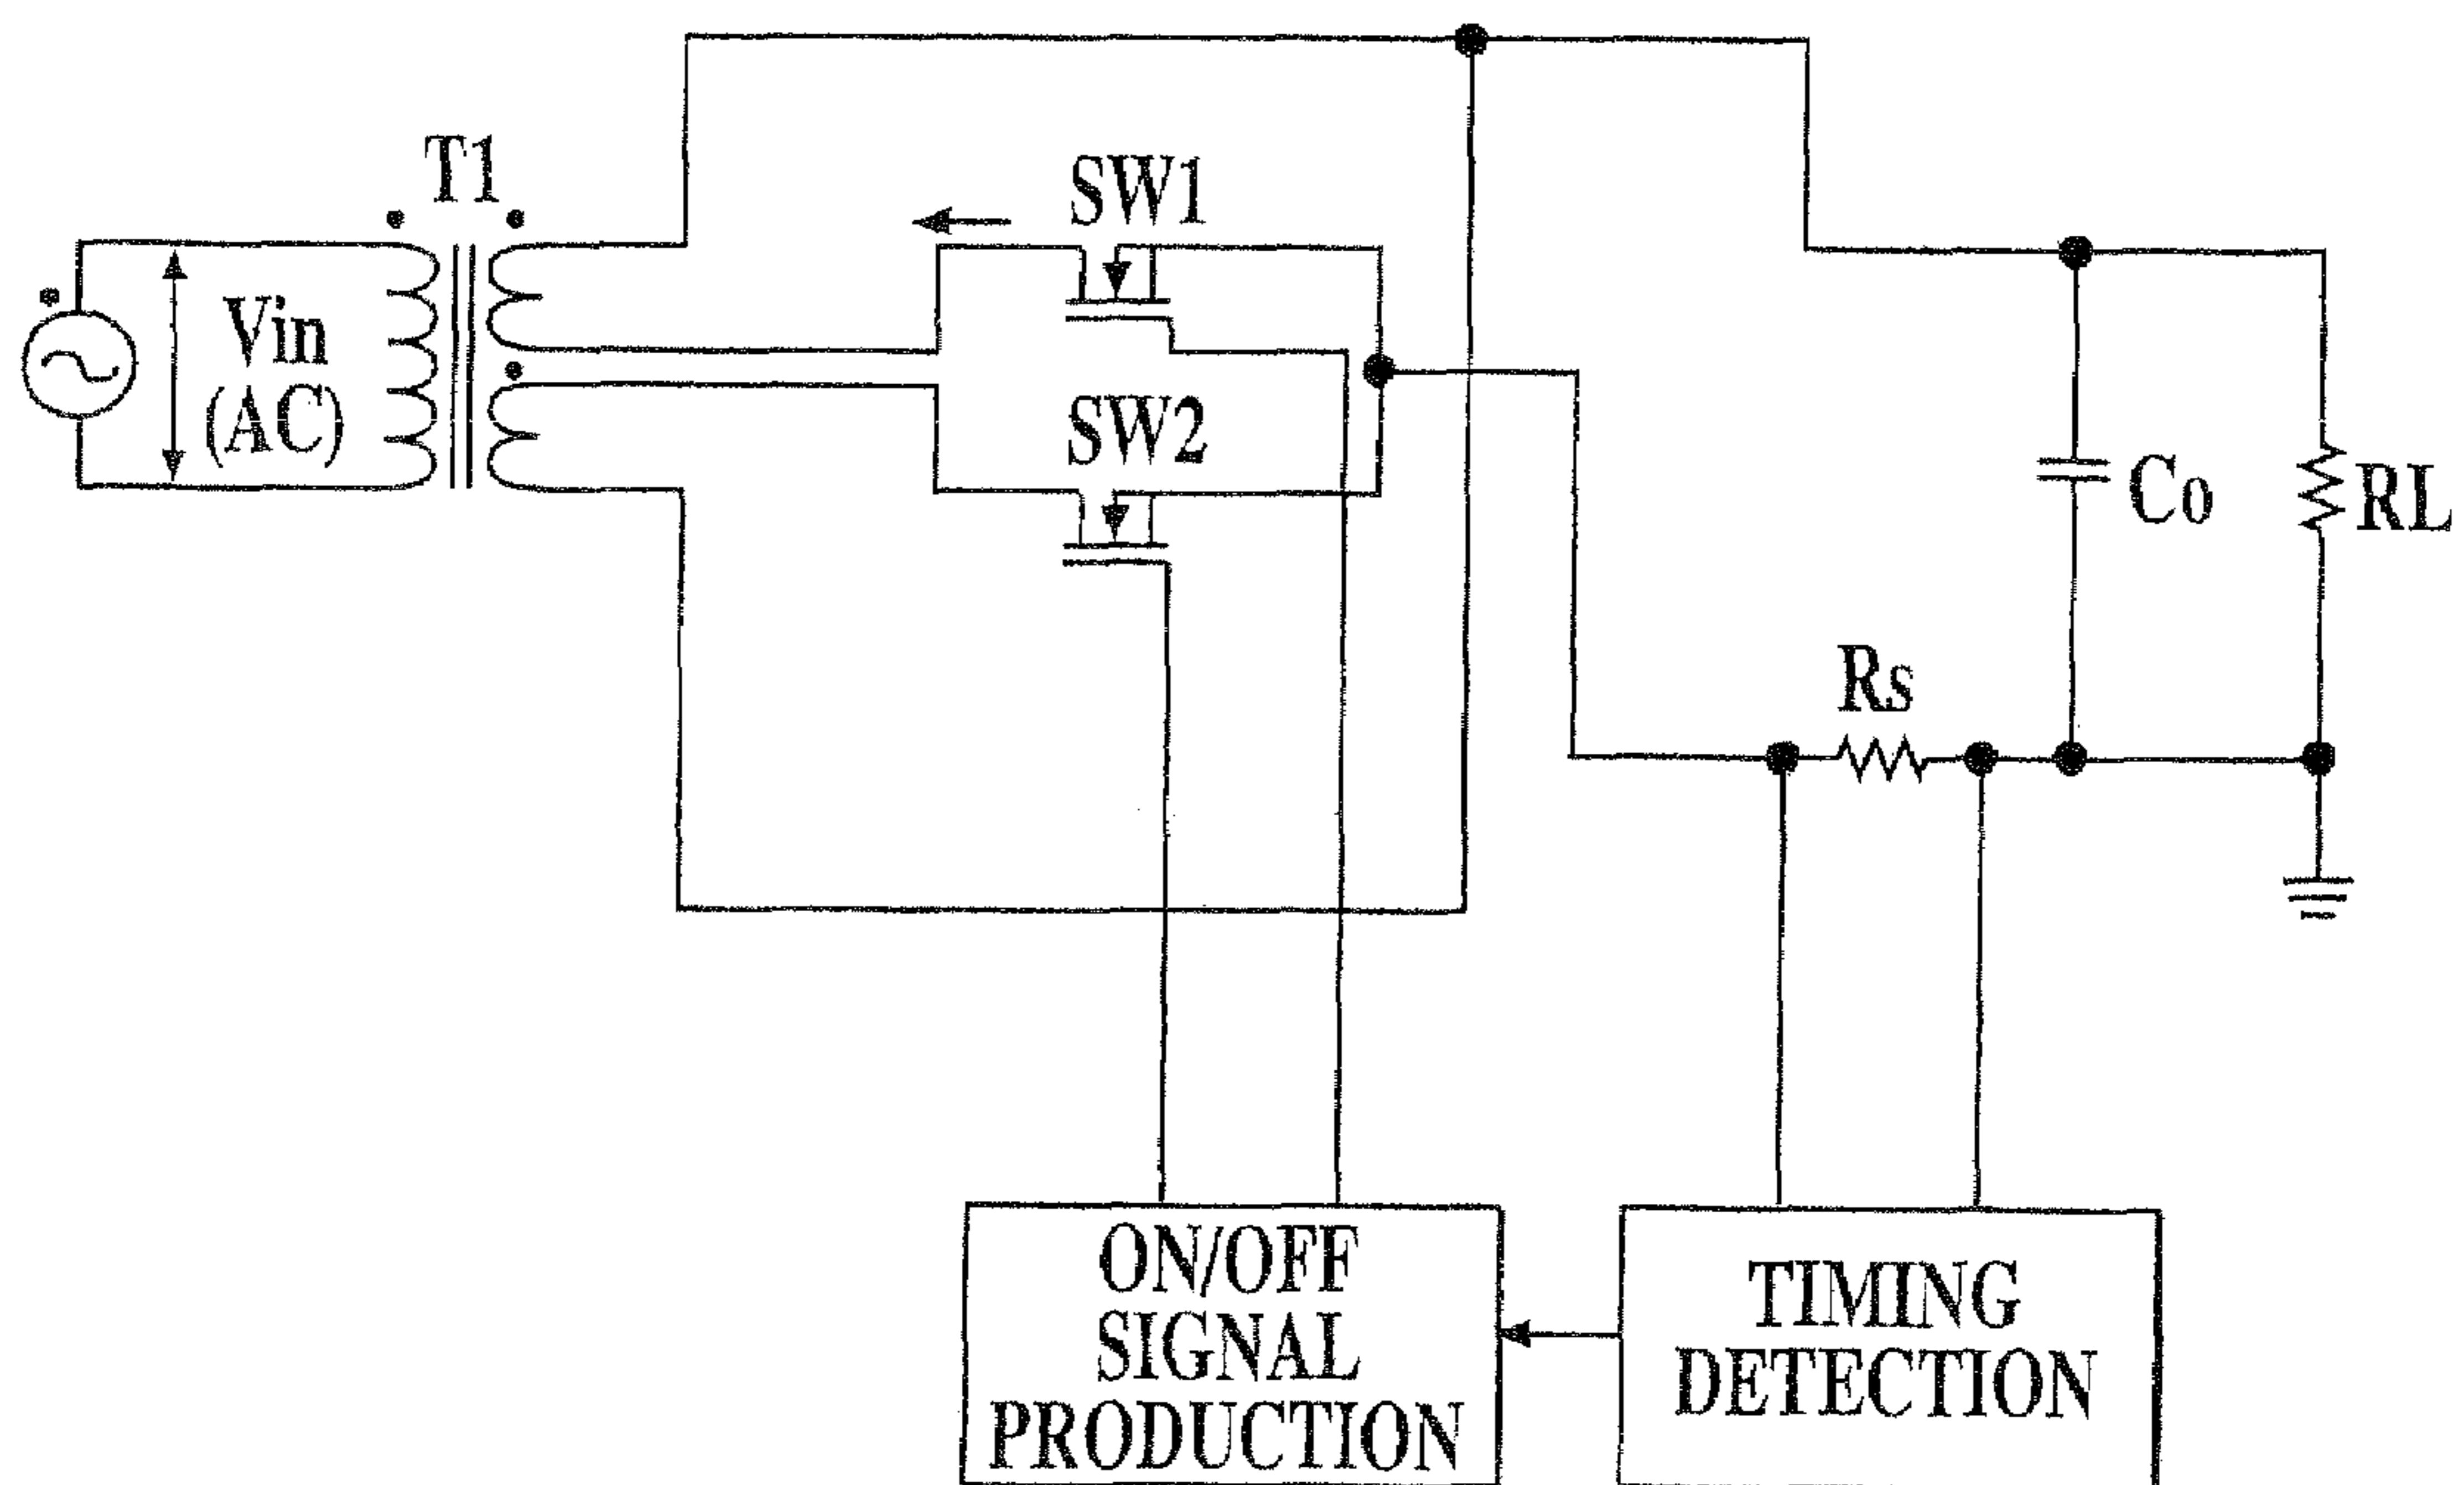 T1
SW1
Vin
(AC)
SW2
Co
RL
Rs
ON/OFF
SIGNAL
PRODUCTION
TIMING
DETECTION